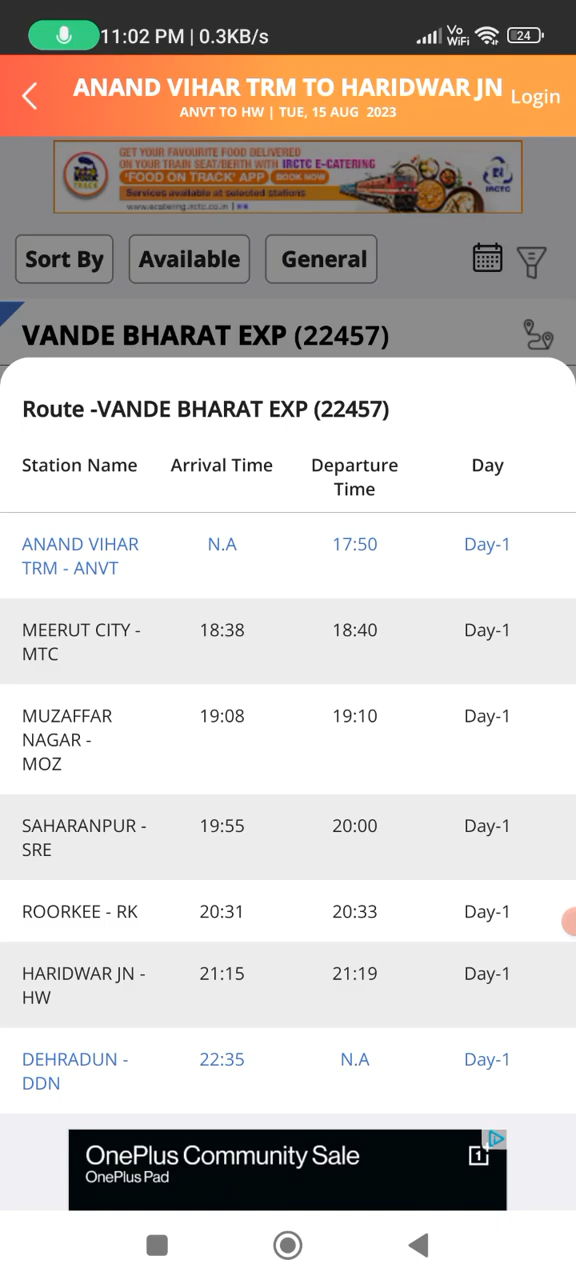 11:02 PM | 0.3KB/s
Vo
WiFi
24
ANAND VIHAR TRM TO HARIDWAR JN
Login
ANVT TO HW | TUE, 15 AUG 2023
GET YOUR FAVOURITE FOOD DELIVERED
ON YOUR TRAIN SEAT/BERTH WITH IRCTC E-CATERING
'FOOD ON TRACK' APP BOOK NOW
Services available at selected stations
www.ecatering.irctc.co.in
TRACK
IRCTC
Sort By
Available
General
VANDE BHARAT EXP (22457)
Route -VANDE BHARAT EXP (22457)
Station Name Arrival Time Departure Time Day
ANAND VIHAR TRM - ANVT N.A 17:50 Day-1
MEERUT CITY - MTC 18:38 18:40 Day-1
MUZAFFAR NAGAR - MOZ 19:08 19:10 Day-1
SAHARANPUR - SRE 19:55 20:00 Day-1
ROORKEE - RK 20:31 20:33 Day-1
HARIDWAR JN - HW 21:15 21:19 Day-1
DEHRADUN - DDN 22:35 N.A Day-1
OnePlus Community Sale
OnePlus Pad